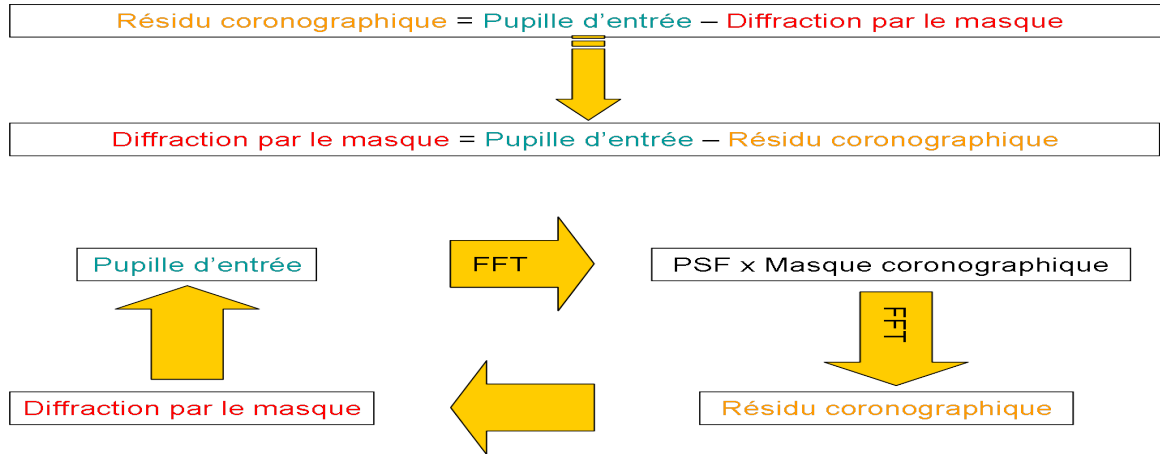 Résidu coronographique = Pupille d'entrée – Diffraction par le masque
Diffraction par le masque = Pupille d'entrée – Résidu coronographique
Pupille d'entrée
FFT
PSF x Masque coronographique
FFT
Diffraction par le masque
Résidu coronographique